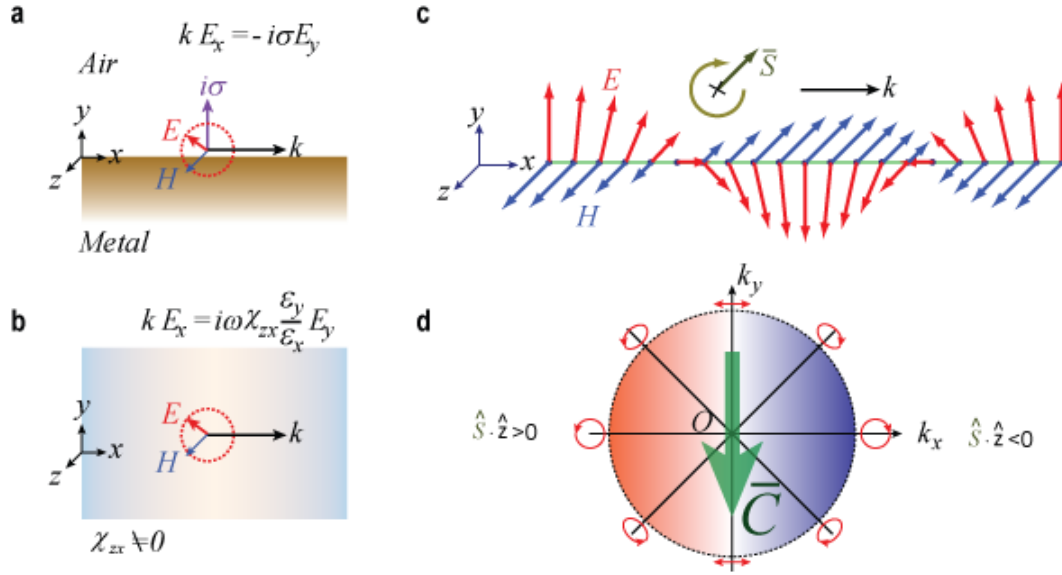 a
k E_x = - iσE_y
Air
iσ
y
E
x
k
z
H
Metal
b
k E_x = iωχ_zx ε_y/ε_x E_y
y
E
x
k
z
H
χ_zx ≠ 0
c
S̄
E
k
y
x
z
H
d
k_y
Ŝ · ẑ>0
O
k_x
Ŝ · ẑ<0
C̄